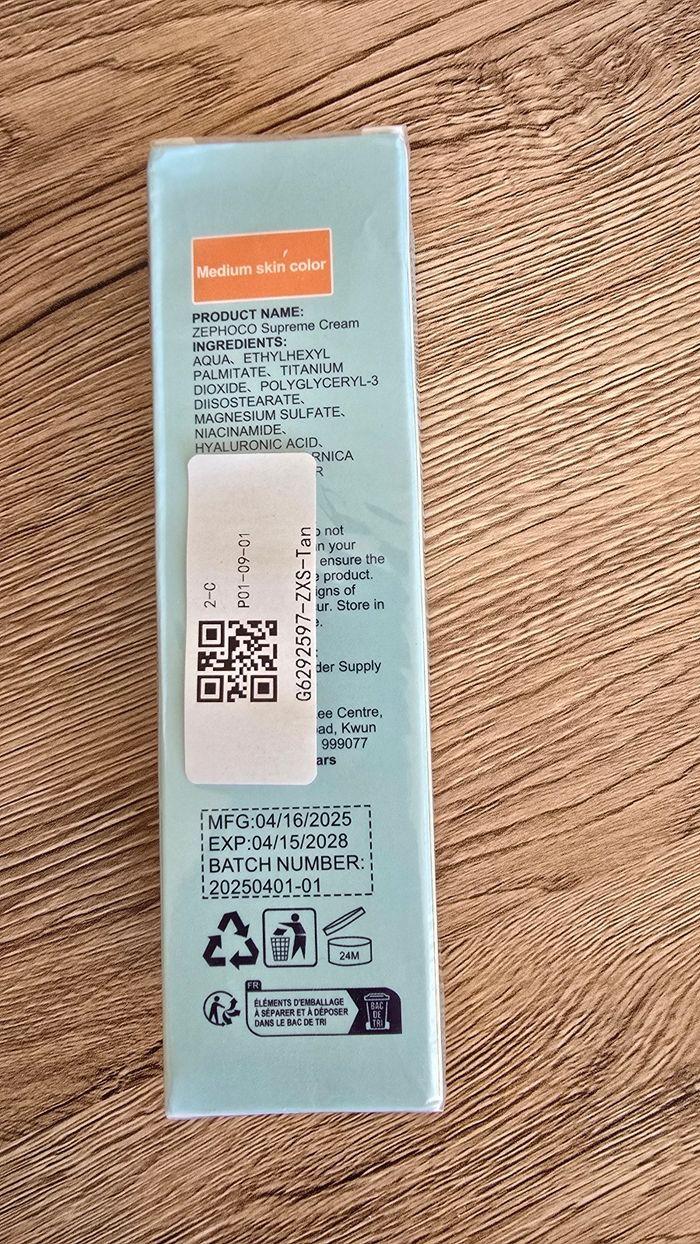 Medium skin color
PRODUCT NAME:
ZEPHOCO Supreme Cream
INGREDIENTS:
AQUA、ETHYLHEXYL
PALMITATE、TITANIUM
DIOXIDE、POLYGLYCERYL-3
DIISOSTEARATE、
MAGNESIUM SULFATE、
NIACINAMIDE、
HYALURONIC ACID、
not
your
ensure the
product.
of
Store in
Supply
Centre,
Kwun
999077
2-C
P01-09-01
G6292597-ZXS-Tan
MFG:04/16/2025
EXP:04/15/2028
BATCH NUMBER:
20250401-01
24M
FR
ÉLÉMENTS D'EMBALLAGE
À SÉPARER ET À DÉPOSER
DANS LE BAC DE TRI
BAC
DE
TRI